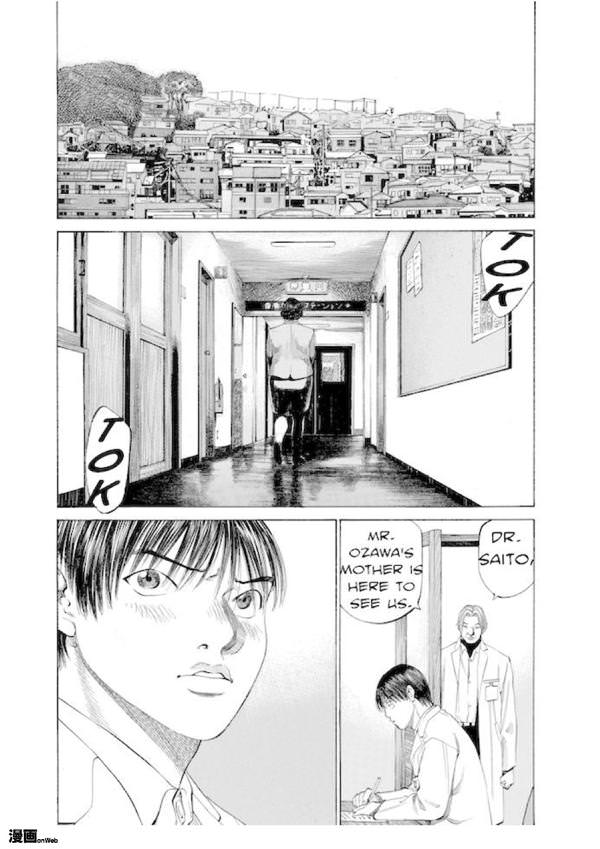 TOK
TOK
DR.
SAITO,
MR.
OZAWA'S
MOTHER IS
HERE TO
SEE US.
漫画onWeb